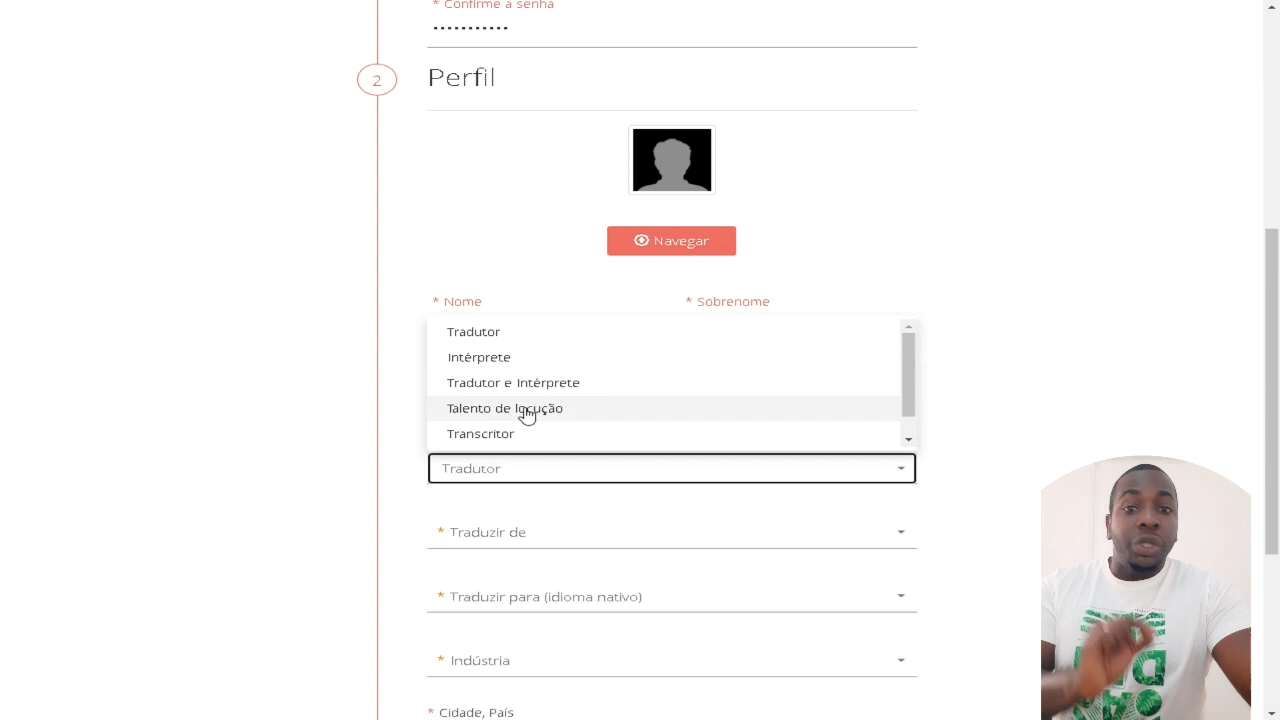 * Confirme a senha
•••••••••••
2
Perfil
Navegar
* Nome
* Sobrenome
Tradutor
Intérprete
Tradutor e Intérprete
Talento de locução
Transcritor
Tradutor
* Traduzir de
* Traduzir para (idioma nativo)
* Indústria
* Cidade, País